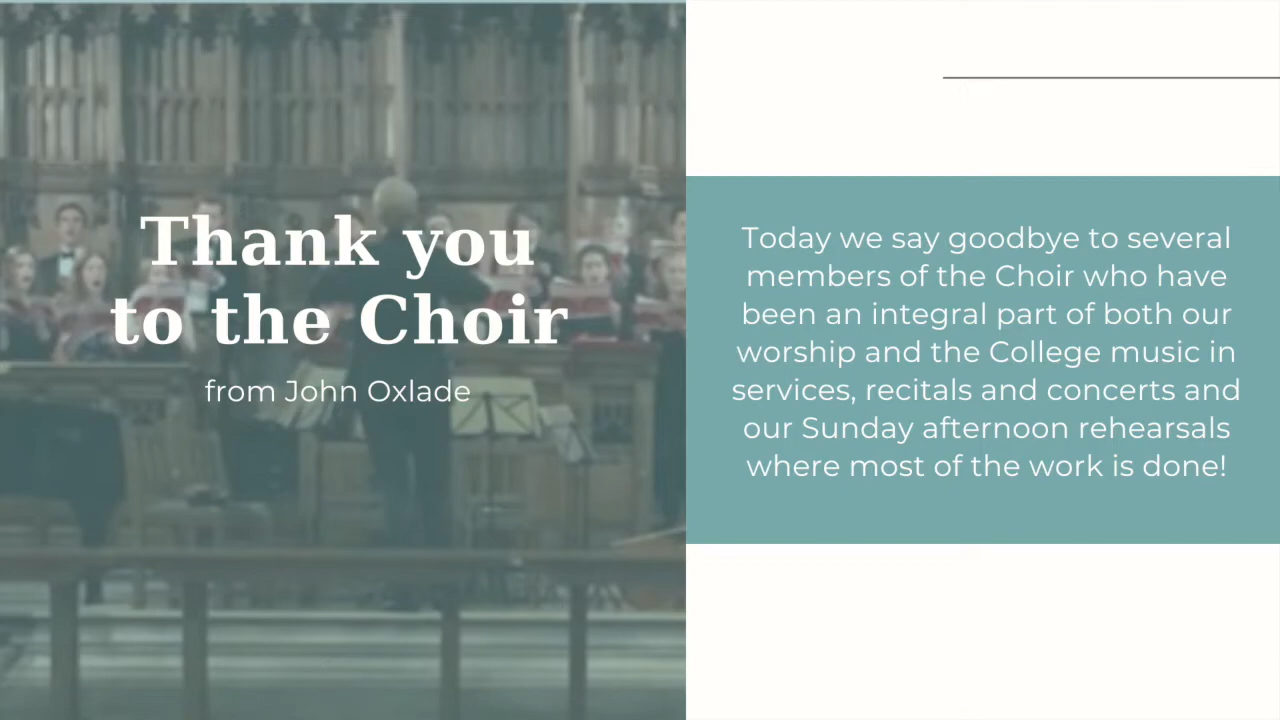 Thank you
to the Choir
from John Oxlade
Today we say goodbye to several
members of the Choir who have
been an integral part of both our
worship and the College music in
services, recitals and concerts and
our Sunday afternoon rehearsals
where most of the work is done!